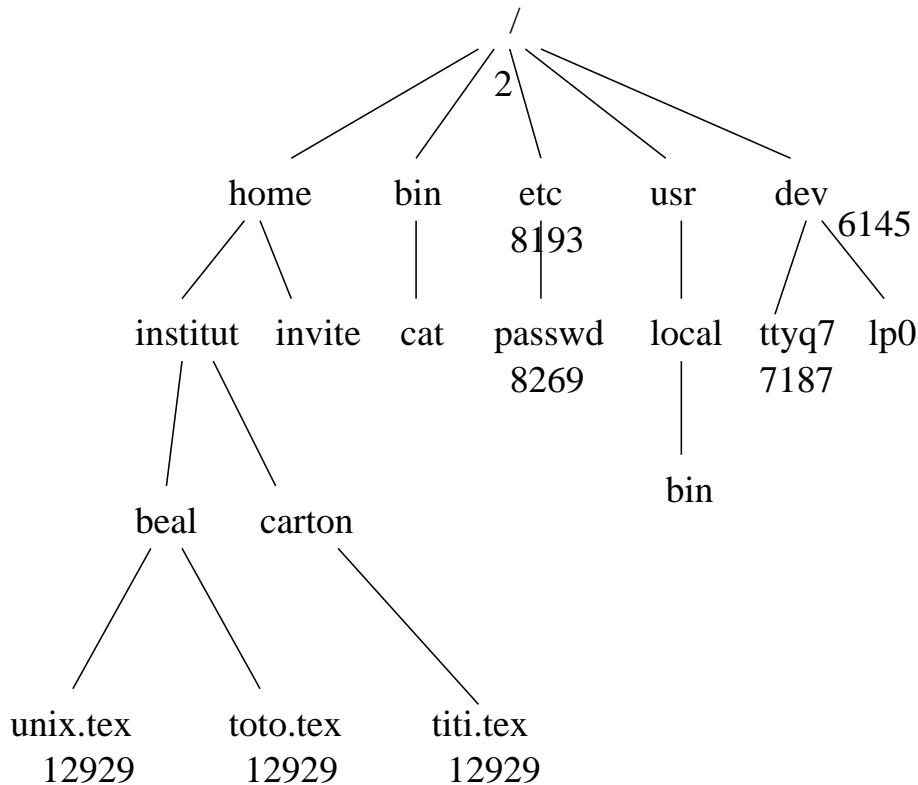 /
2
home bin etc usr dev
8193 6145
institut invite cat passwd local ttyq7 lp0
8269 7187
bin
beal carton
unix.tex toto.tex titi.tex
12929 12929 12929